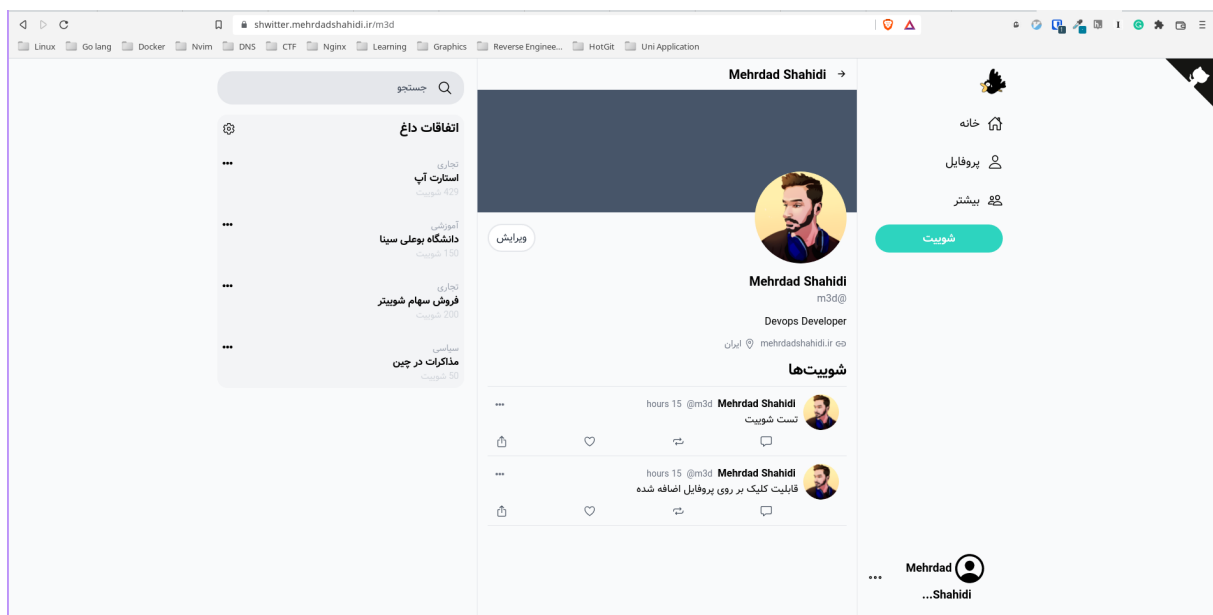 shwitter.mehrdadshahidi.ir/m3d
Linux Go lang Docker Nvim DNS CTF Nginx Learning Graphics Reverse Enginee... HotGit Uni Application
خانه
پروفایل
بیشتر
شوییت
Mehrdad
Shahidi...
Mehrdad Shahidi
ویرایش
Mehrdad Shahidi
m3d@
Devops Developer
mehrdadshahidi.ir ایران
شوییت‌ها
Mehrdad Shahidi @m3d 15 hours
تست شوییت
Mehrdad Shahidi @m3d 15 hours
قابلیت کلیک بر روی پروفایل اضافه شده
جستجو
اتفاقات داغ
تجاری
استارت آپ
429 شوییت
آموزشی
دانشگاه بوعلی سینا
150 شوییت
تجاری
فروش سهام شوییتر
200 شوییت
سیاسی
مذاکرات در چین
50 شوییت